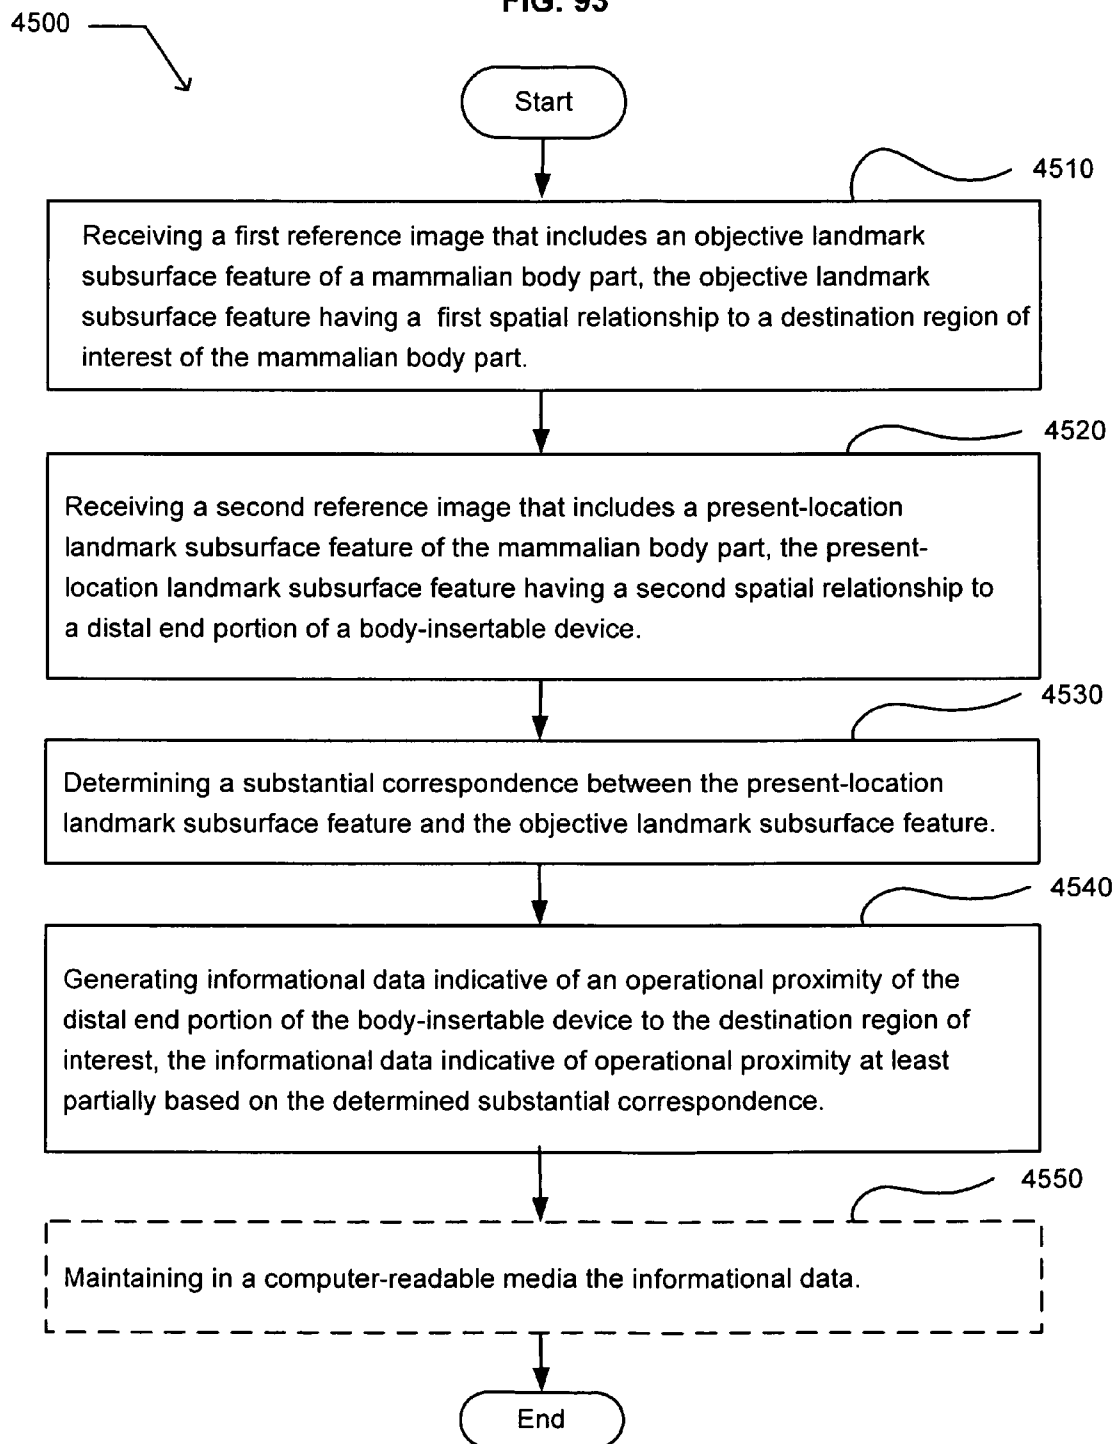 FIG. 93
4500
Start
4510
Receiving a first reference image that includes an objective landmark
subsurface feature of a mammalian body part, the objective landmark
subsurface feature having a first spatial relationship to a destination region of
interest of the mammalian body part.
4520
Receiving a second reference image that includes a present-location
landmark subsurface feature of the mammalian body part, the present-
location landmark subsurface feature having a second spatial relationship to
a distal end portion of a body-insertable device.
4530
Determining a substantial correspondence between the present-location
landmark subsurface feature and the objective landmark subsurface feature.
4540
Generating informational data indicative of an operational proximity of the
distal end portion of the body-insertable device to the destination region of
interest, the informational data indicative of operational proximity at least
partially based on the determined substantial correspondence.
4550
Maintaining in a computer-readable media the informational data.
End